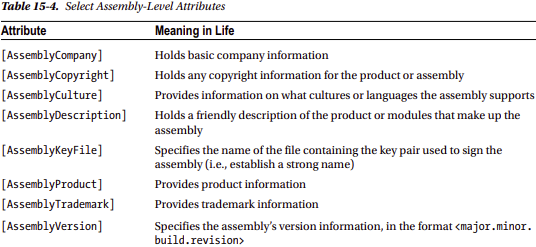 Table 15-4. Select Assembly-Level Attributes
Attribute Meaning in Life
[AssemblyCompany] Holds basic company information
[AssemblyCopyright] Holds any copyright information for the product or assembly
[AssemblyCulture] Provides information on what cultures or languages the assembly supports
[AssemblyDescription] Holds a friendly description of the product or modules that make up the
assembly
[AssemblyKeyFile] Specifies the name of the file containing the key pair used to sign the
assembly (i.e., establish a strong name)
[AssemblyProduct] Provides product information
[AssemblyTrademark] Provides trademark information
[AssemblyVersion] Specifies the assembly's version information, in the format <major.minor.
build.revision>